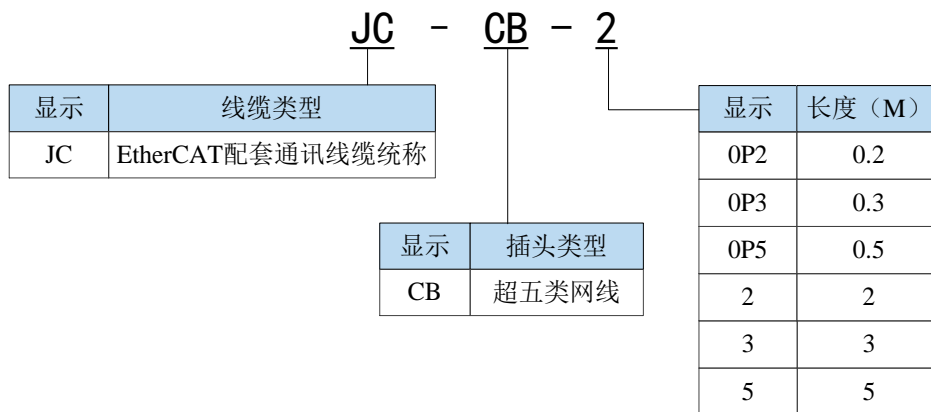 JC - CB - 2
显示 线缆类型
JC EtherCAT配套通讯线缆统称
显示 插头类型
CB 超五类网线
显示 长度（M）
0P2 0.2
0P3 0.3
0P5 0.5
2 2
3 3
5 5